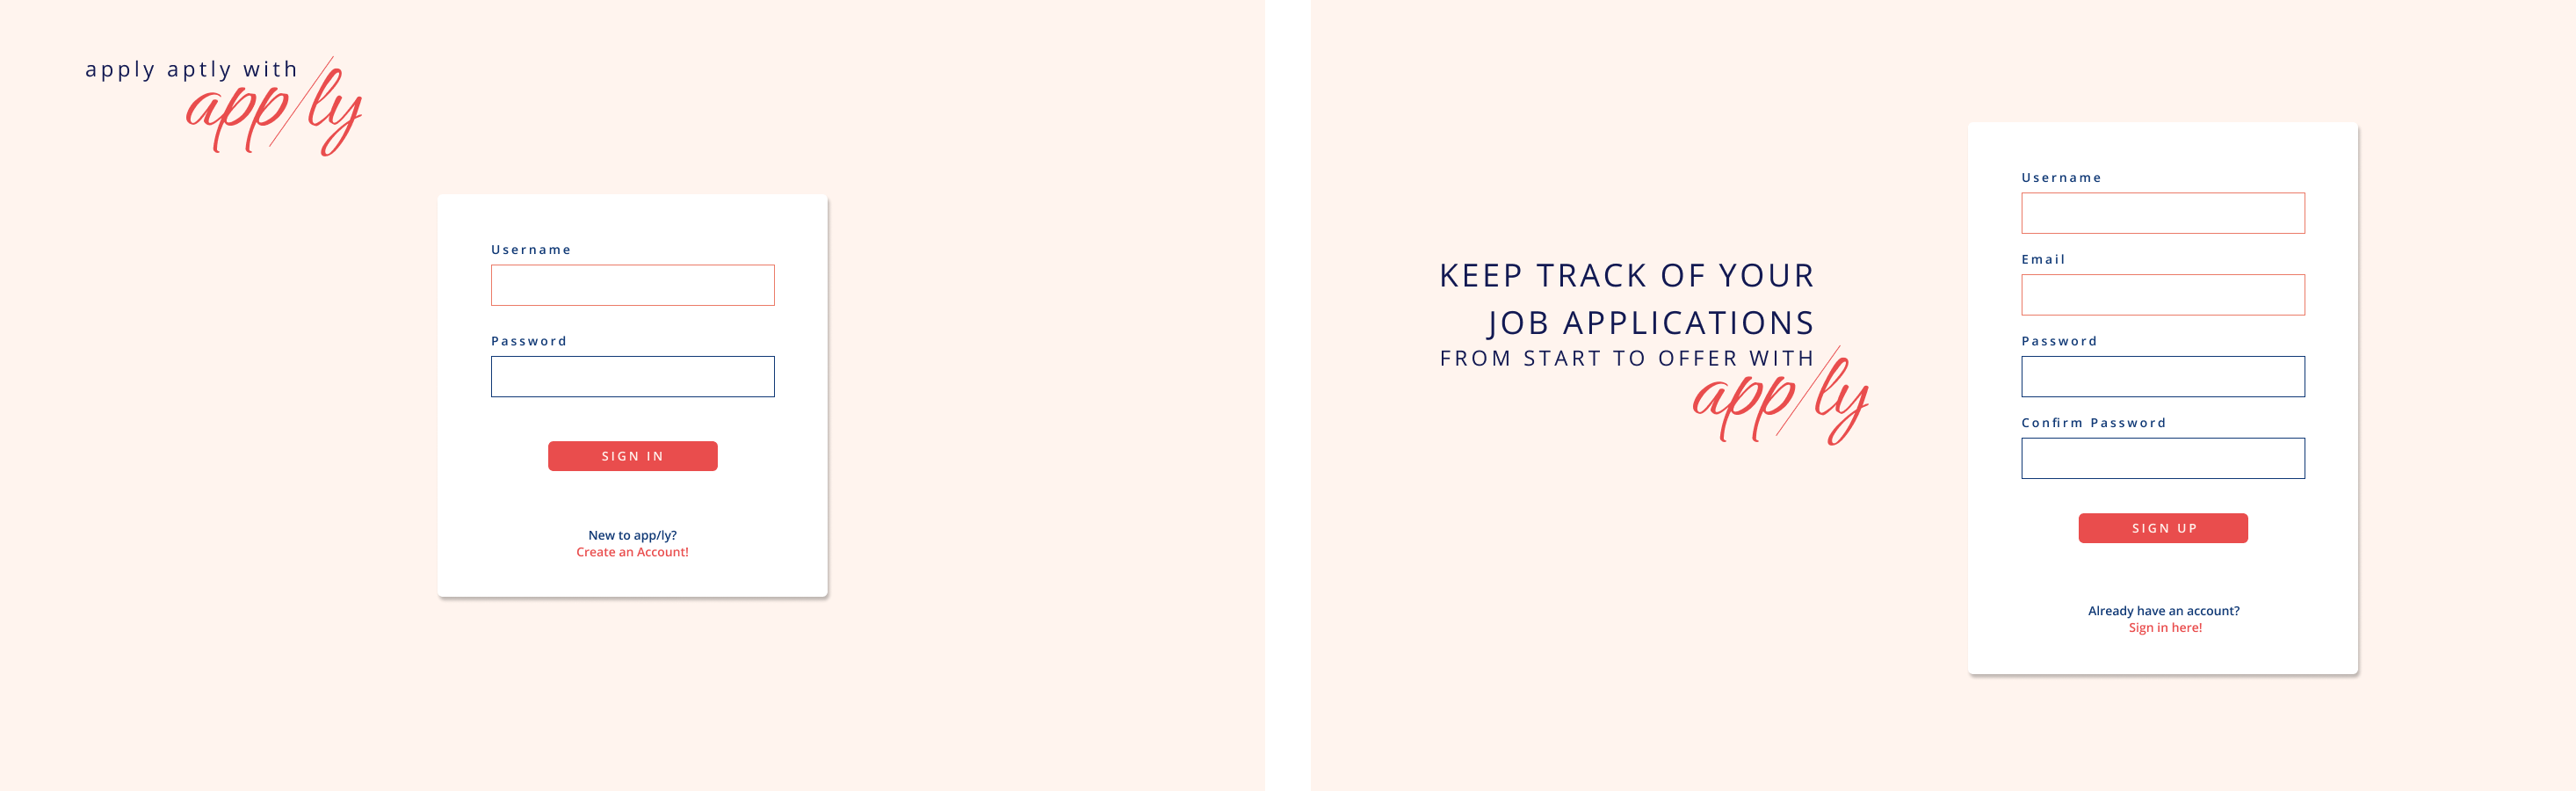 apply aptly with
app/ly
Username
Password
SIGN IN
New to app/ly?
Create an Account!
KEEP TRACK OF YOUR
JOB APPLICATIONS
FROM START TO OFFER WITH
app/ly
Username
Email
Password
Confirm Password
SIGN UP
Already have an account?
Sign in here!